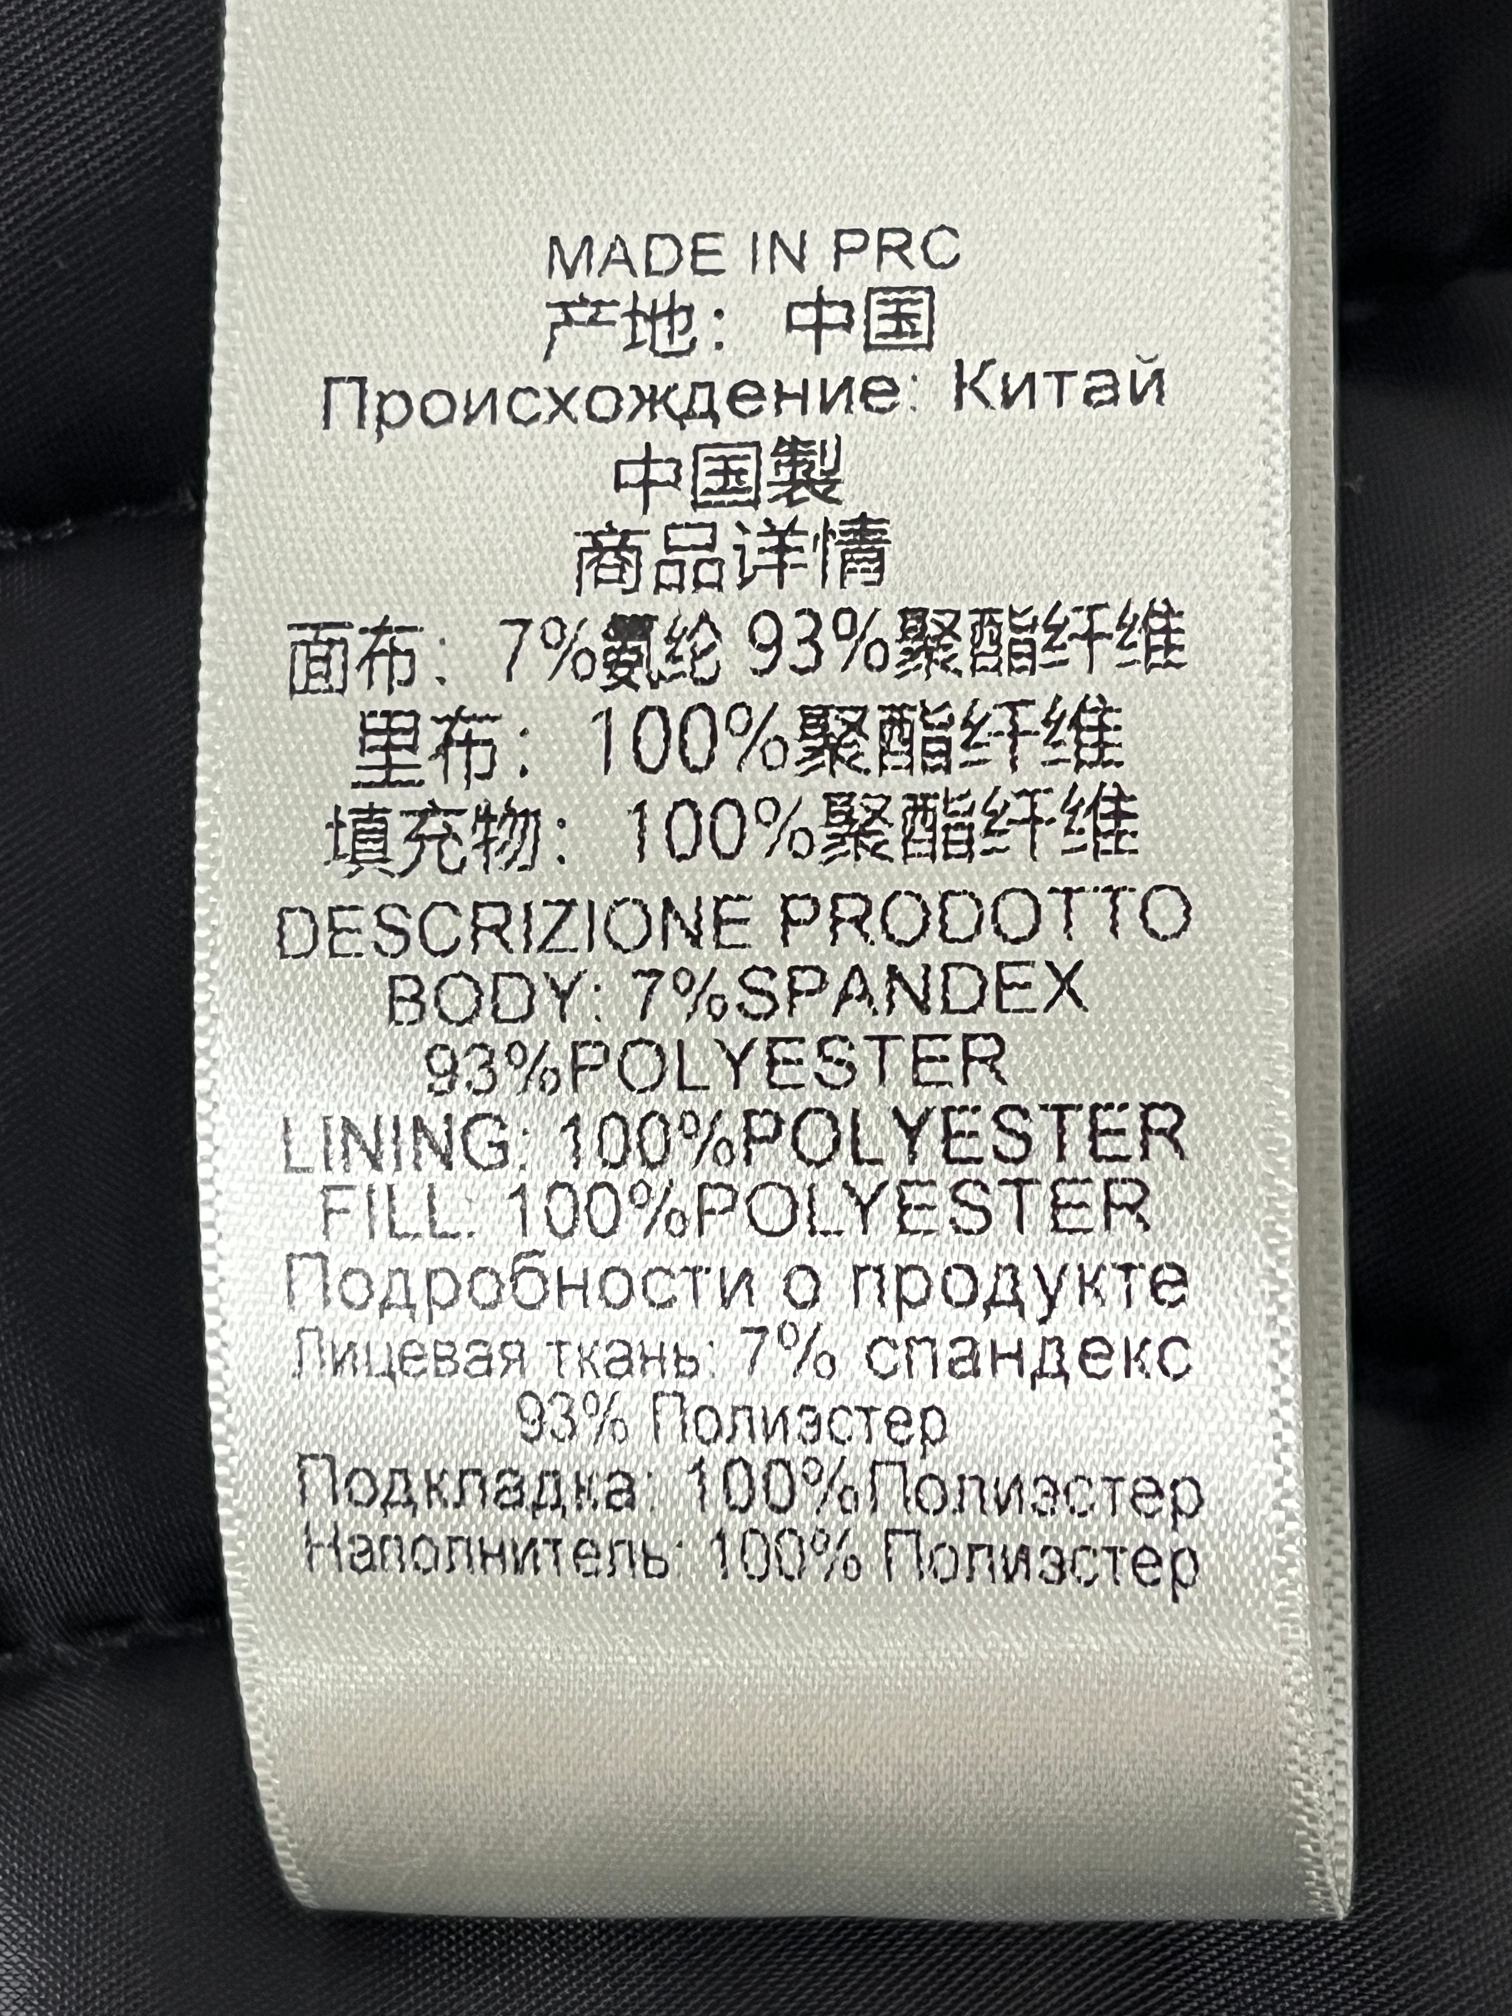 MADE IN PRC
产地：中国
Происхождение: Китай
中国製
商品详情
面布：7%氨纶 93%聚酯纤维
里布：100%聚酯纤维
填充物：100%聚酯纤维
DESCRIZIONE PRODOTTO
BODY: 7%SPANDEX
93%POLYESTER
LINING: 100%POLYESTER
FILL: 100%POLYESTER
Подробности о продукте
Лицевая ткань: 7% спандекс
93% Полиэстер
Подкладка: 100%Полиэстер
Наполнитель: 100% Полиэстер